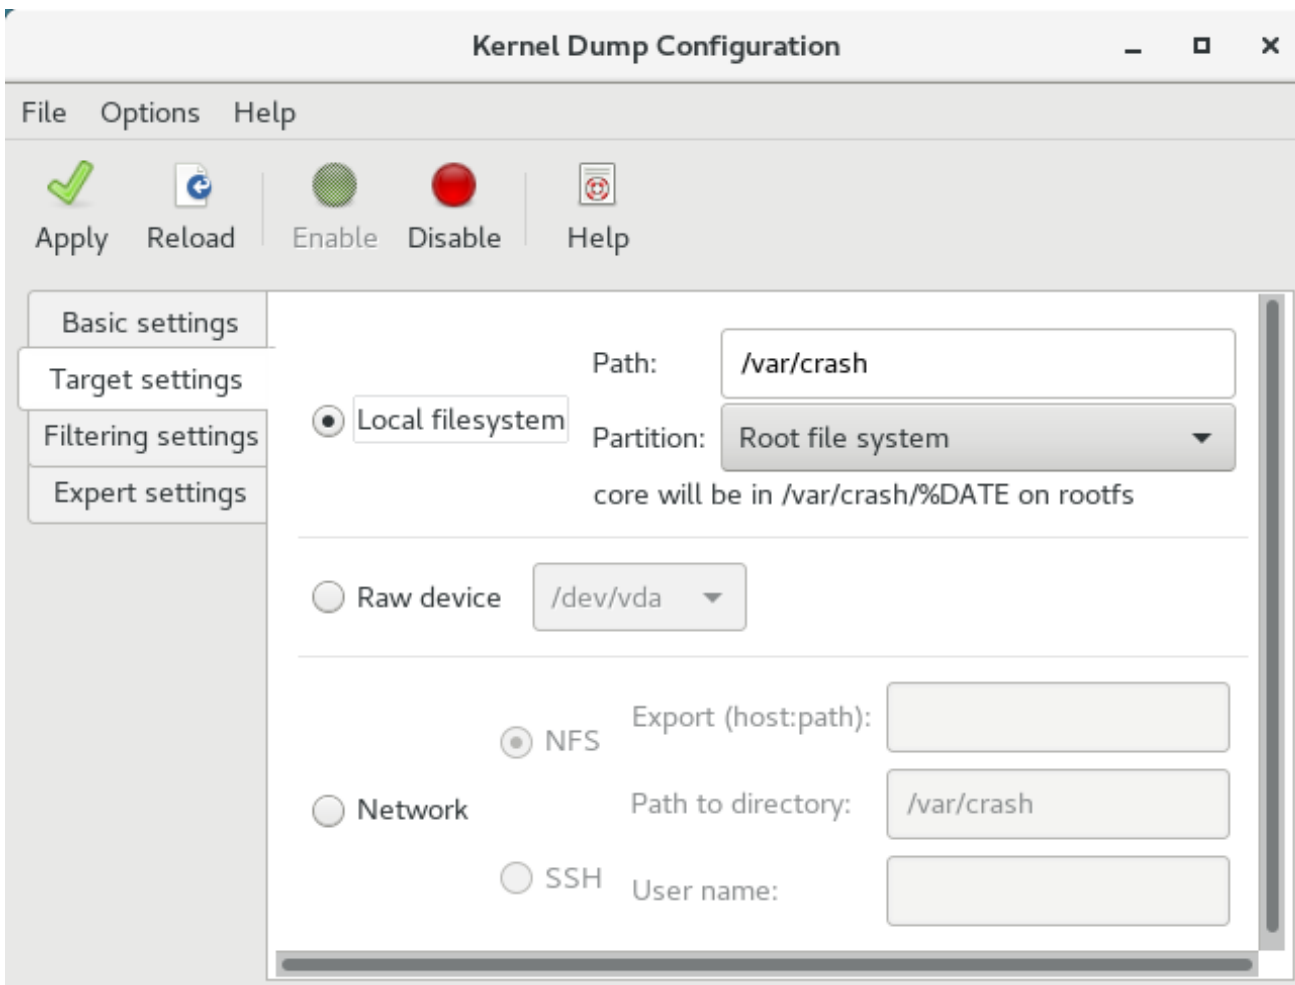 Kernel Dump Configuration
File Options Help
Apply Reload Enable Disable Help
Basic settings
Target settings
Filtering settings
Expert settings
Local filesystem
Path: /var/crash
Partition: Root file system
core will be in /var/crash/%DATE on rootfs
Raw device /dev/vda
Network
NFS
SSH
Export (host:path):
Path to directory: /var/crash
User name: